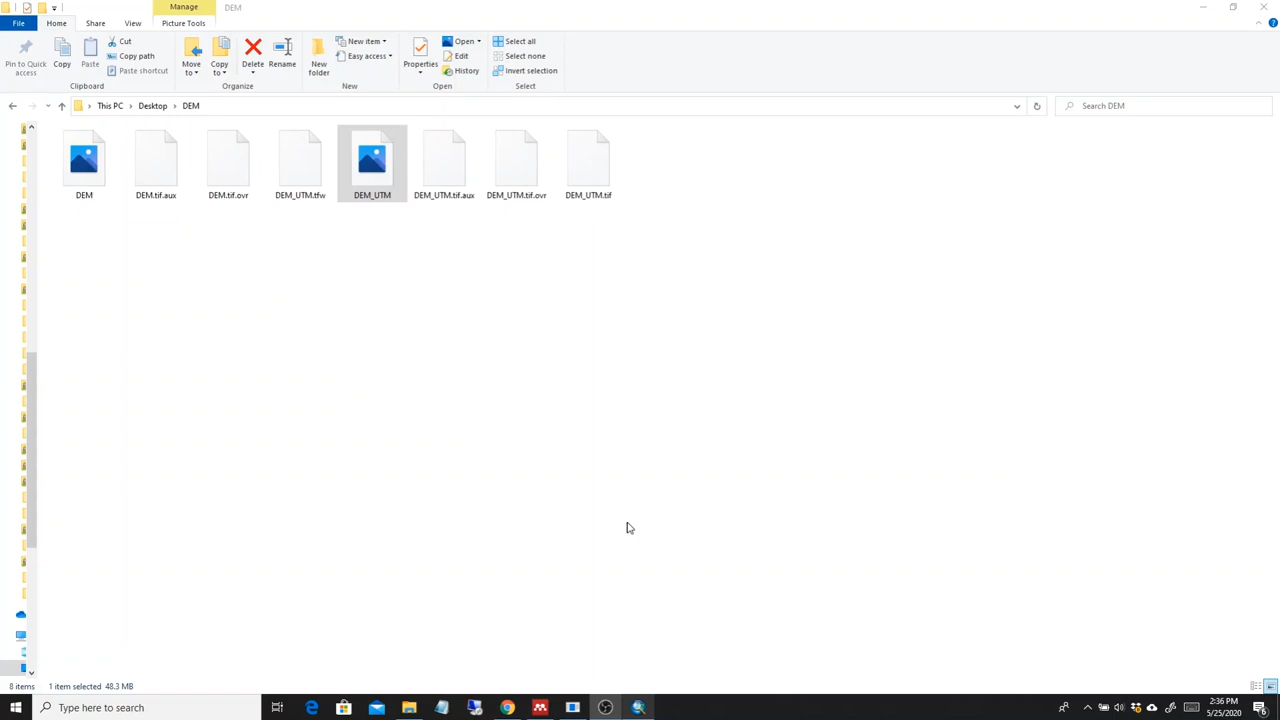 Manage
DEM
File
Home
Share
View
Picture Tools
Pin to Quick access
Copy
Paste
Cut
Copy path
Paste shortcut
Clipboard
Move to
Copy to
Delete
Rename
Organize
New folder
New item
Easy access
New
Properties
Open
Edit
History
Open
Select all
Select none
Invert selection
Select
This PC
Desktop
DEM
Search DEM
DEM
DEM.tif.aux
DEM.tif.ovr
DEM_UTM.tfw
DEM_UTM
DEM_UTM.tif.aux
DEM_UTM.tif.ovr
DEM_UTM.tif
8 items
1 item selected 48.3 MB
Type here to search
2:36 PM
5/25/2020
6